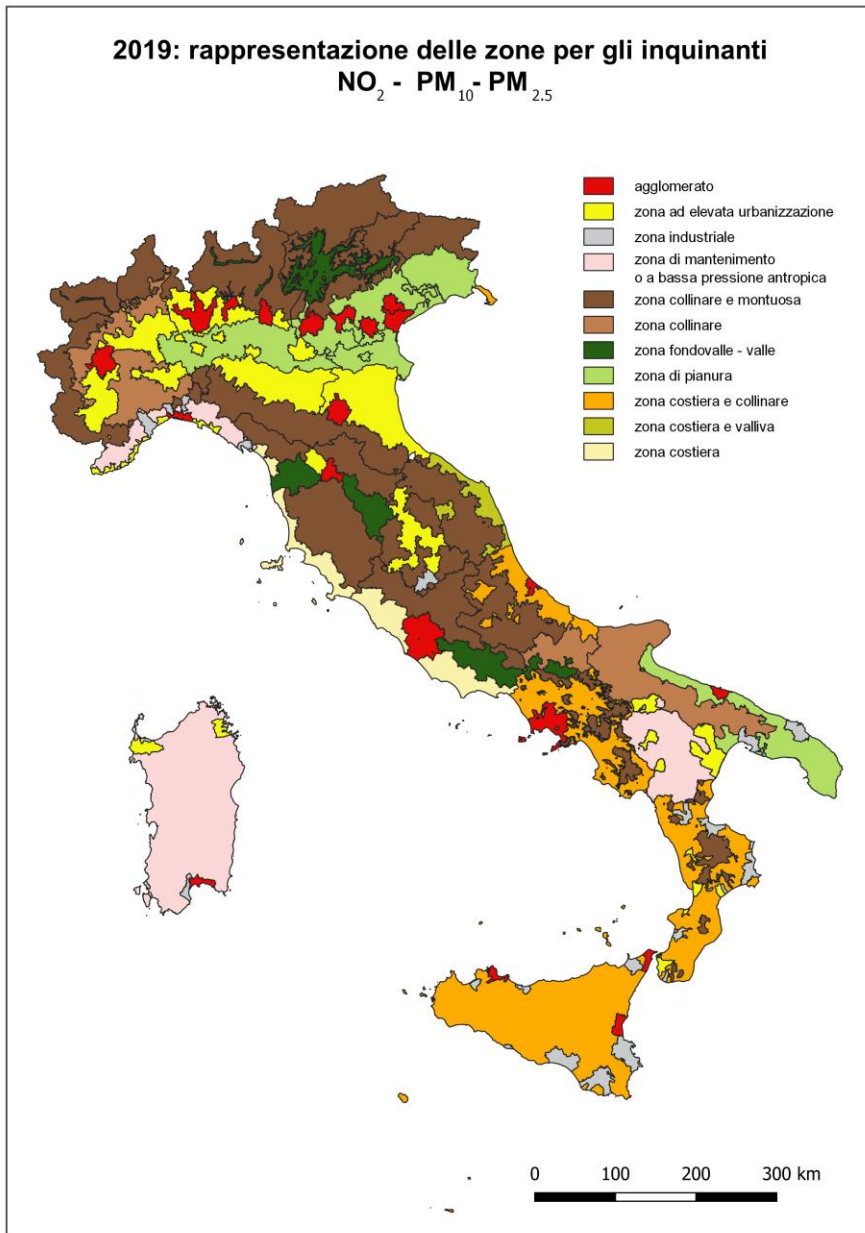 2019: rappresentazione delle zone per gli inquinanti
NO2 - PM10- PM2.5
agglomerato
zona ad elevata urbanizzazione
zona industriale
zona di mantenimento
o a bassa pressione antropica
zona collinare e montuosa
zona collinare
zona fondovalle - valle
zona di pianura
zona costiera e collinare
zona costiera e valliva
zona costiera
0 100 200 300 km